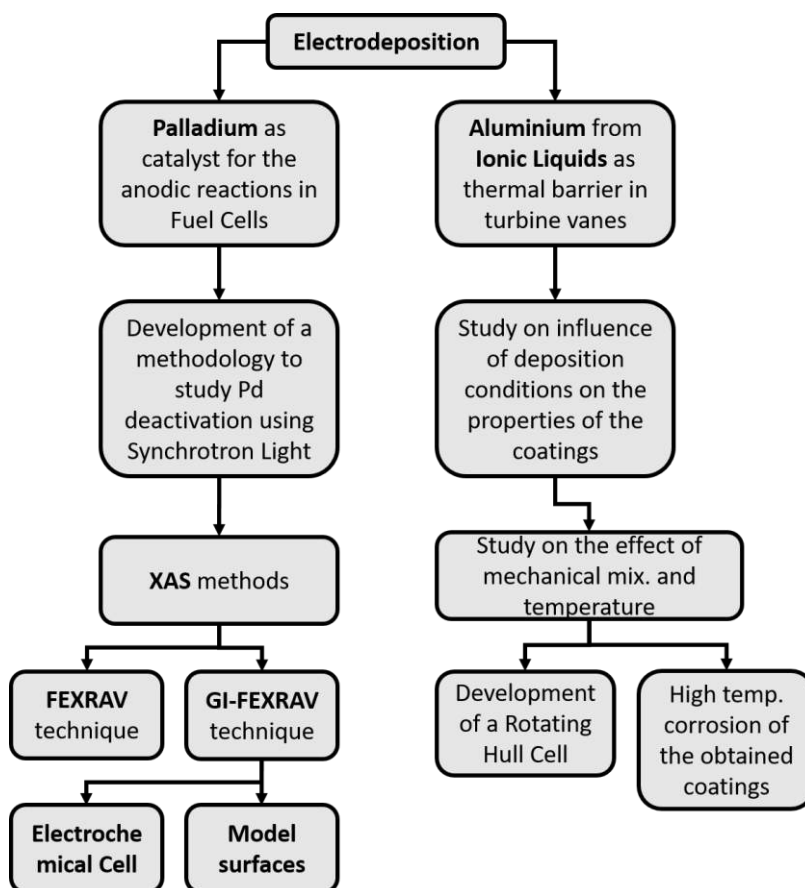 Electrodeposition
Palladium as
catalyst for the
anodic reactions in
Fuel Cells
Aluminium from
Ionic Liquids as
thermal barrier in
turbine vanes
Development of a
methodology to
study Pd
deactivation using
Synchrotron Light
Study on influence
of deposition
conditions on the
properties of the
coatings
XAS methods
Study on the effect of
mechanical mix. and
temperature
FEXRAV
technique
GI-FEXRAV
technique
Development
of a Rotating
Hull Cell
High temp.
corrosion of
the obtained
coatings
Electroche
mical Cell
Model
surfaces